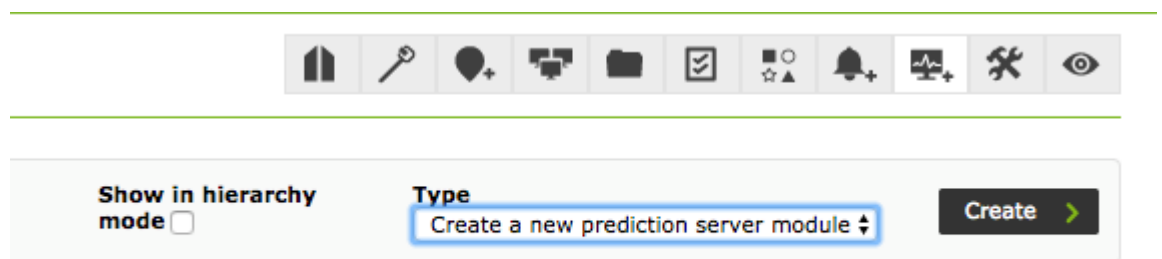 Show in hierarchy
mode
Type
Create a new prediction server module
Create